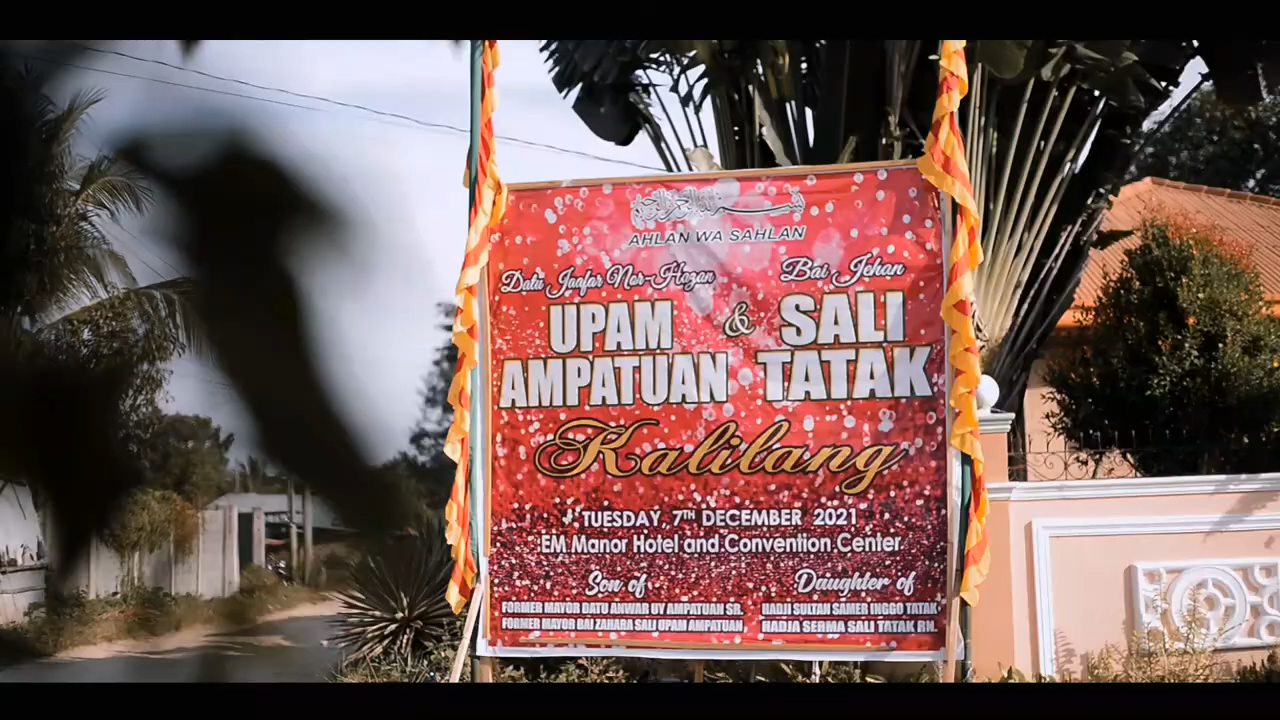 بسم الله الرحمن الرحيم
AHLAN WA SAHLAN
Datu Jaafar Nor-Hazan
UPAM
AMPATUAN
&
Bai Jehan
SALI
TATAK
Kalilang
TUESDAY, 7TH DECEMBER 2021
EM Manor Hotel and Convention Center
Son of
FORMER MAYOR DATU ANWAR UY AMPATUAN SR.
FORMER MAYOR BAI ZAHARA SALI UPAM AMPATUAN
Daughter of
HADJI SULTAN SAMER INGGO TATAK
HADJA SERMA SALI TATAK RN.